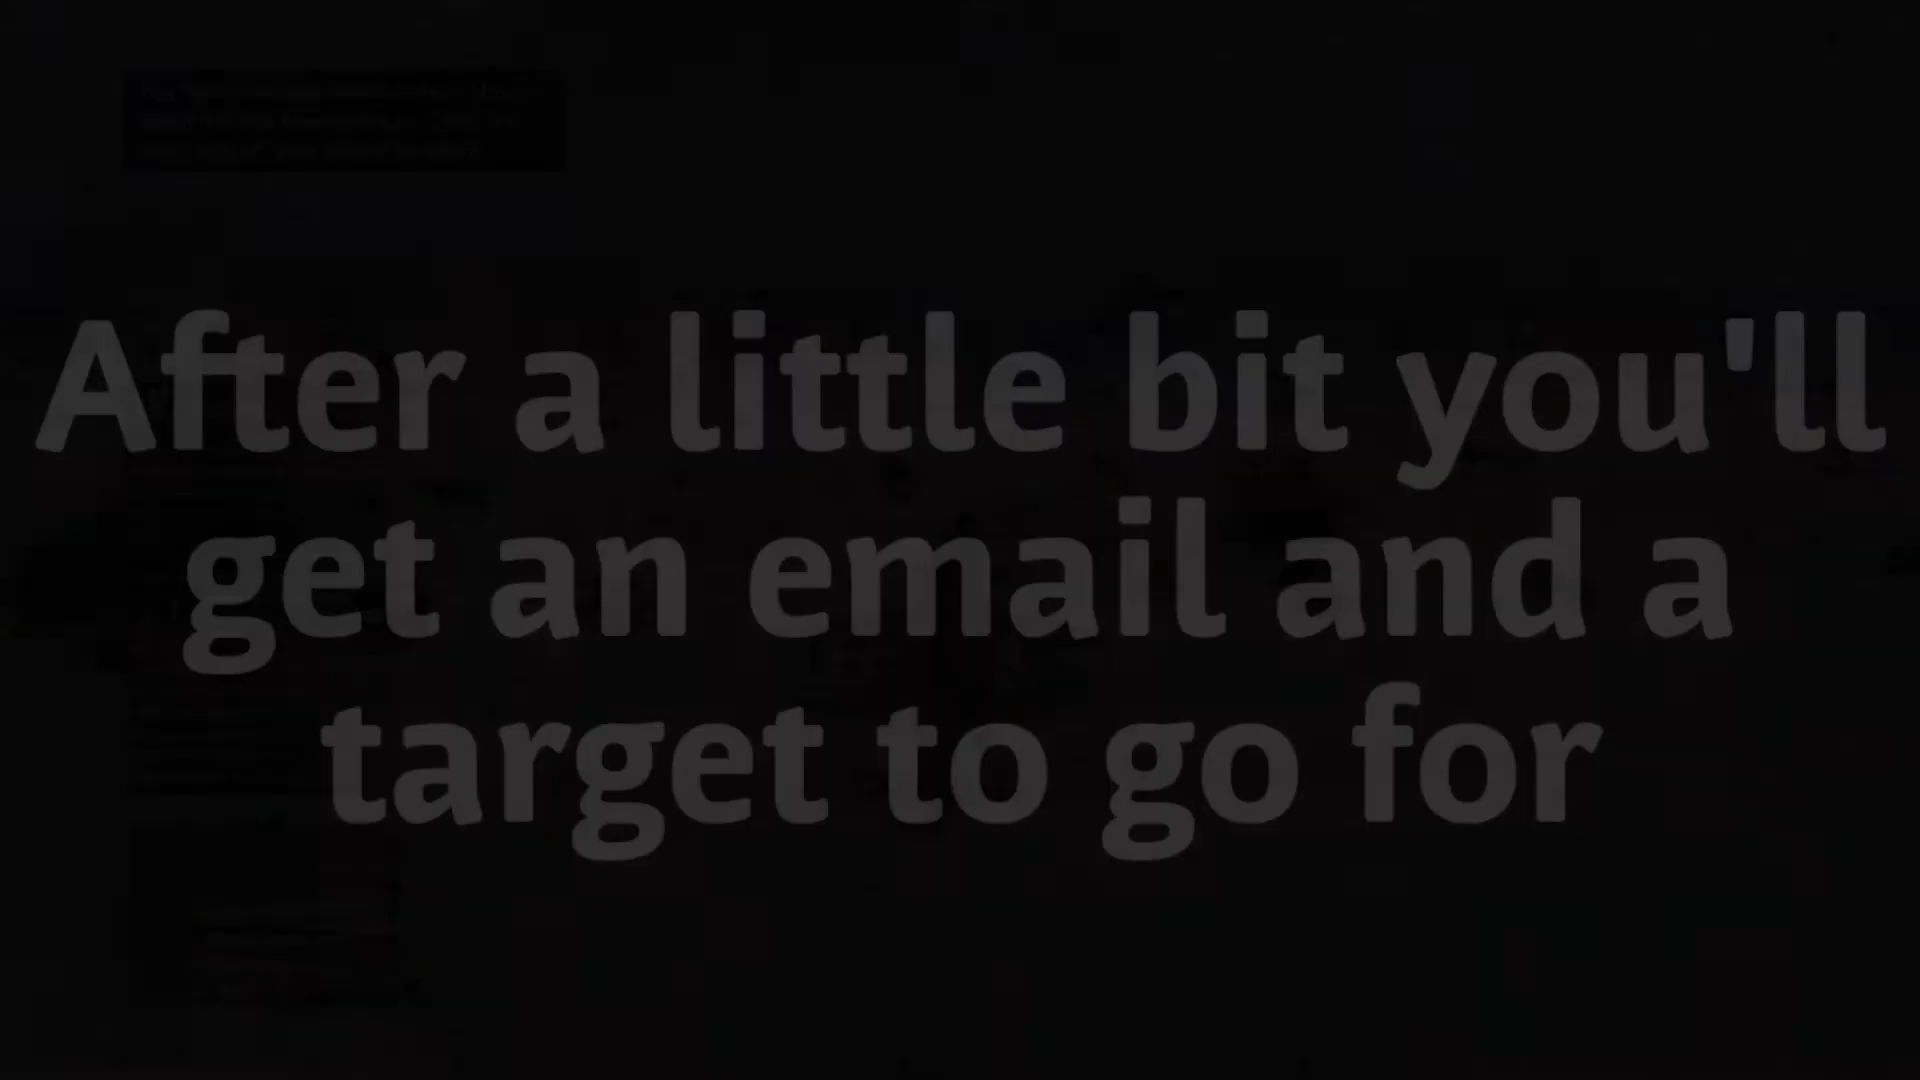 After a little bit you'll
get an email and a
target to go for